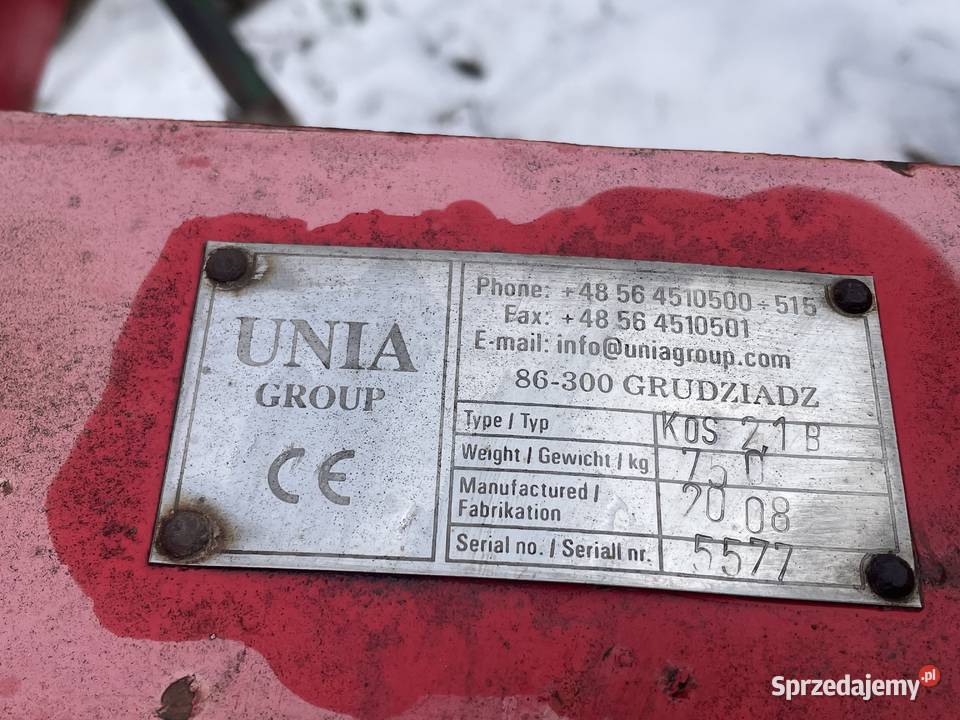 UNIA
GROUP
CE
Phone: +48 56 4510500÷515
Fax: +48 56 4510501
E-mail: info@uniagroup.com
86-300 GRUDZIADZ
Type / Typ KOS 2,1 B
Weight / Gewicht / kg 750
Manufactured / Fabrikation 2008
Serial no. / Seriall nr. 5577
Sprzedajemy.pl